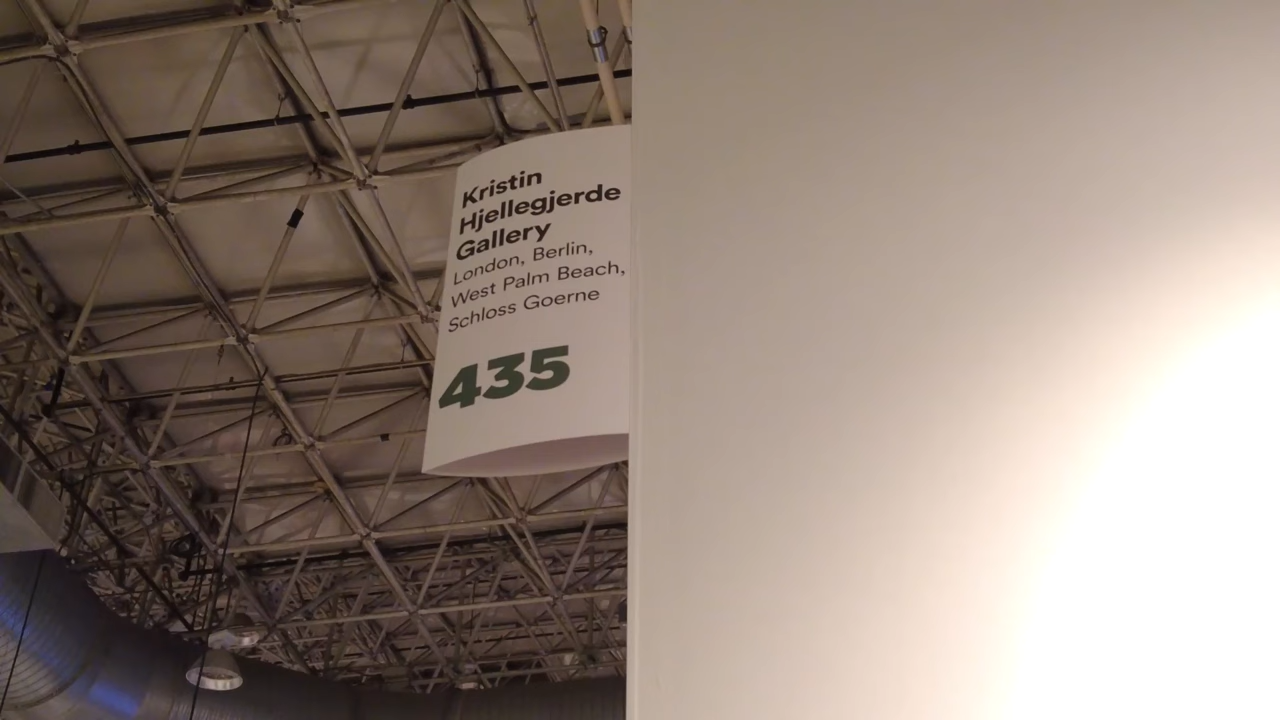 Kristin
Hjellegjerde
Gallery
London, Berlin,
West Palm Beach,
Schloss Goerne
435